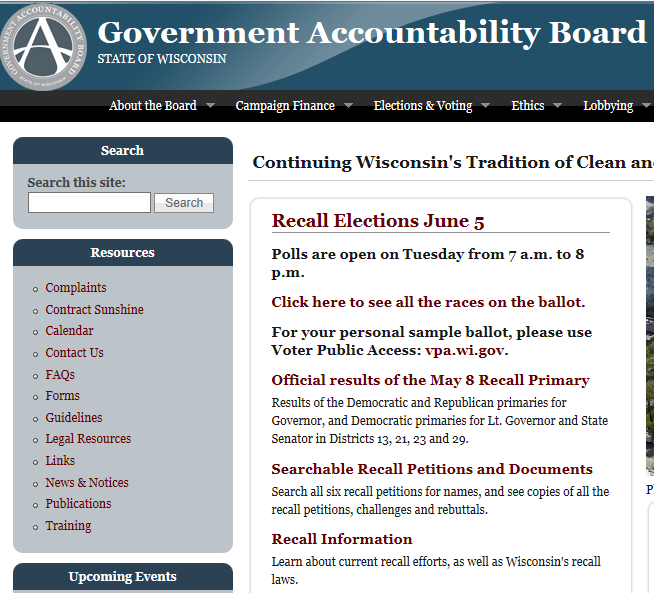 GOVERNMENT ACCOUNTABILITY BOARD
STATE OF WISCONSIN
Government Accountability Board
STATE OF WISCONSIN
About the Board
Campaign Finance
Elections & Voting
Ethics
Lobbying
Search
Search this site:
Search
Resources
Complaints
Contract Sunshine
Calendar
Contact Us
FAQs
Forms
Guidelines
Legal Resources
Links
News & Notices
Publications
Training
Upcoming Events
Continuing Wisconsin's Tradition of Clean an
Recall Elections June 5
Polls are open on Tuesday from 7 a.m. to 8
p.m.
Click here to see all the races on the ballot.
For your personal sample ballot, please use
Voter Public Access: vpa.wi.gov.
Official results of the May 8 Recall Primary
Results of the Democratic and Republican primaries for
Governor, and Democratic primaries for Lt. Governor and State
Senator in Districts 13, 21, 23 and 29.
Searchable Recall Petitions and Documents
Search all six recall petitions for names, and see copies of all the
recall petitions, challenges and rebuttals.
Recall Information
Learn about current recall efforts, as well as Wisconsin's recall
laws.